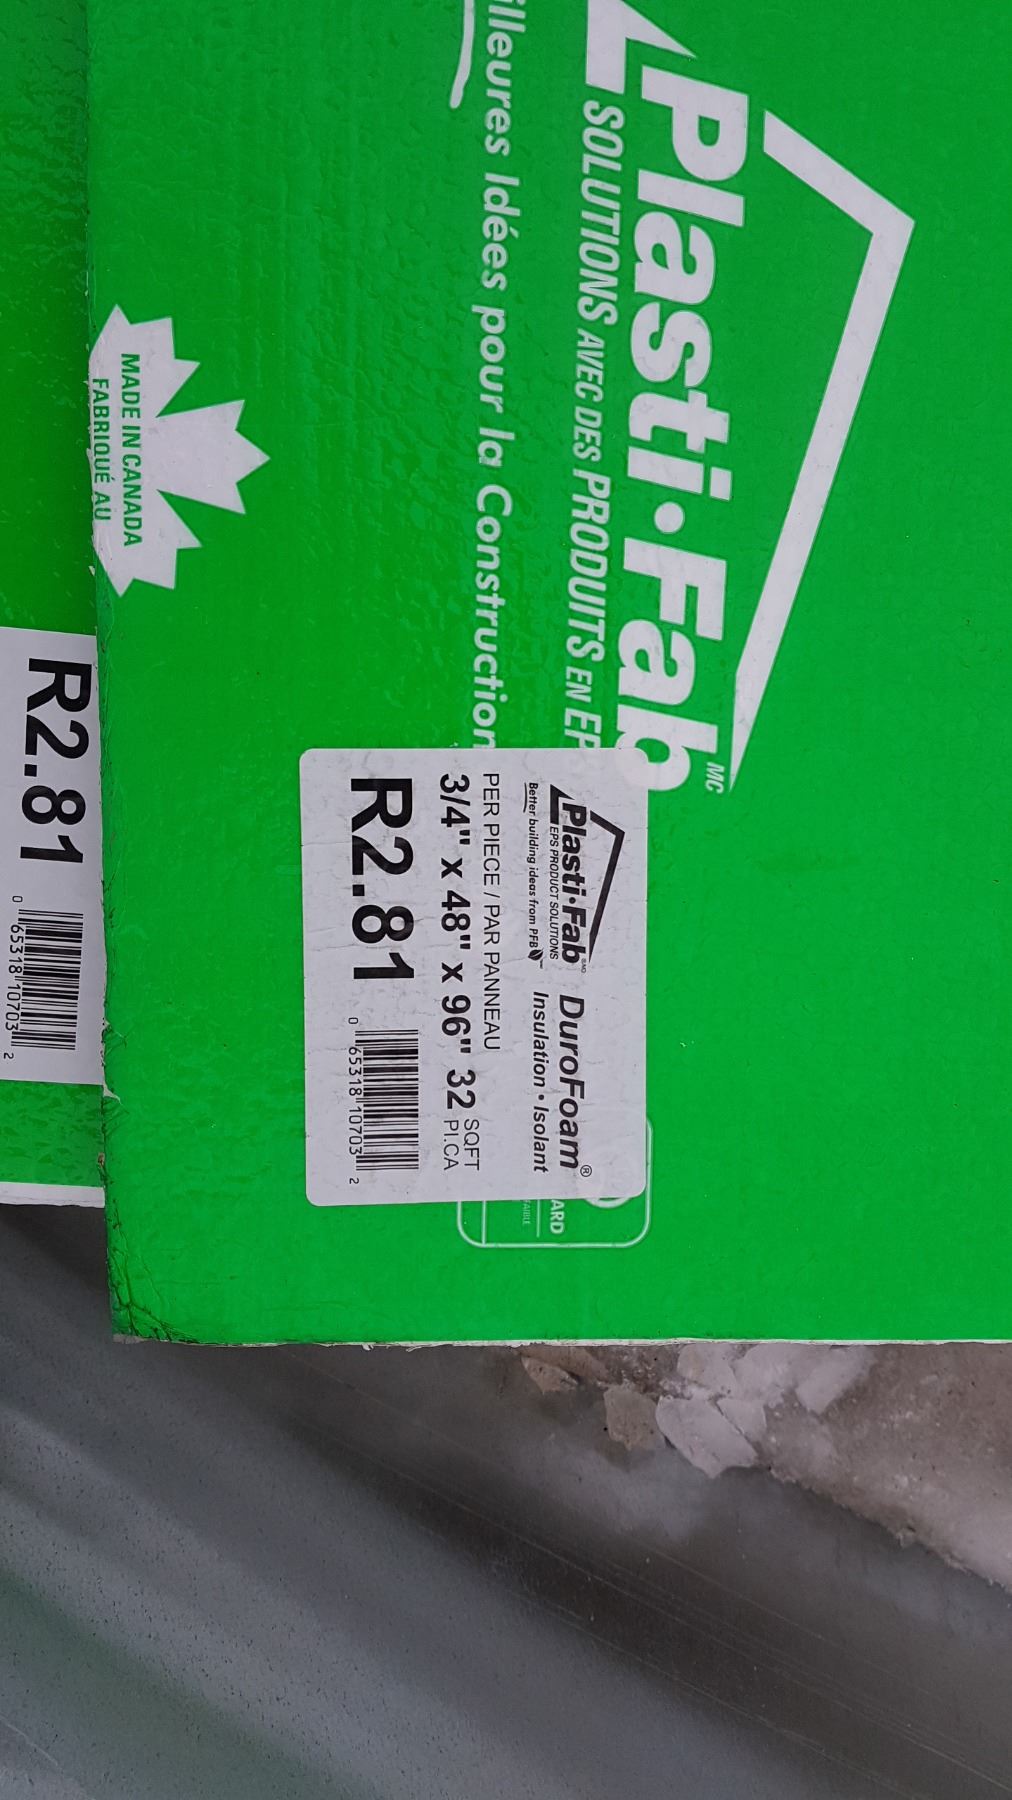 Plasti·Fab MC
SOLUTIONS AVEC DES PRODUITS EN EP
illeures Idées pour la Construction
MADE IN CANADA
FABRIQUÉ AU
Plasti·Fab
EPS PRODUCT SOLUTIONS
Better building ideas from PFB
DuroFoam®
Insulation • Isolant
PER PIECE / PAR PANNEAU
3/4" x 48" x 96" 32 SQFT
PI.CA
R2.81
0 65318 10703 2
ARD
FAIBLE
R2.81
0 65318 10703 2